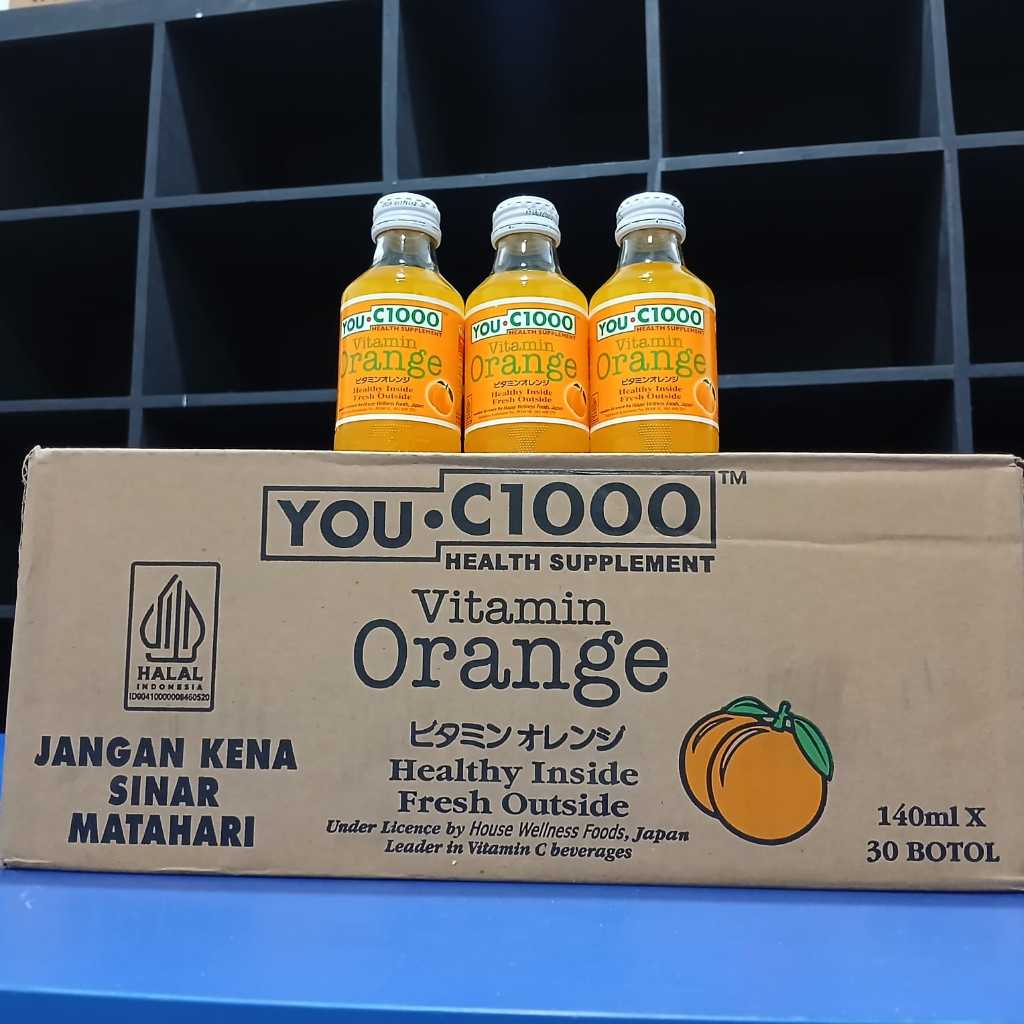 YOU·C1000
HEALTH SUPPLEMENT
Vitamin
Orange
ビタミンオレンジ
Healthy Inside
Fresh Outside
YOU·C1000
HEALTH SUPPLEMENT
Vitamin
Orange
ビタミンオレンジ
Healthy Inside
Fresh Outside
YOU·C1000
HEALTH SUPPLEMENT
Vitamin
Orange
ビタミンオレンジ
Healthy Inside
Fresh Outside
YOU·C1000™
HEALTH SUPPLEMENT
Vitamin
Orange
ビタミン オレンジ
Healthy Inside
Fresh Outside
Under Licence by House Wellness Foods, Japan
Leader in Vitamin C beverages
HALAL
INDONESIA
ID00410000008460520
JANGAN KENA
SINAR
MATAHARI
140ml X
30 BOTOL